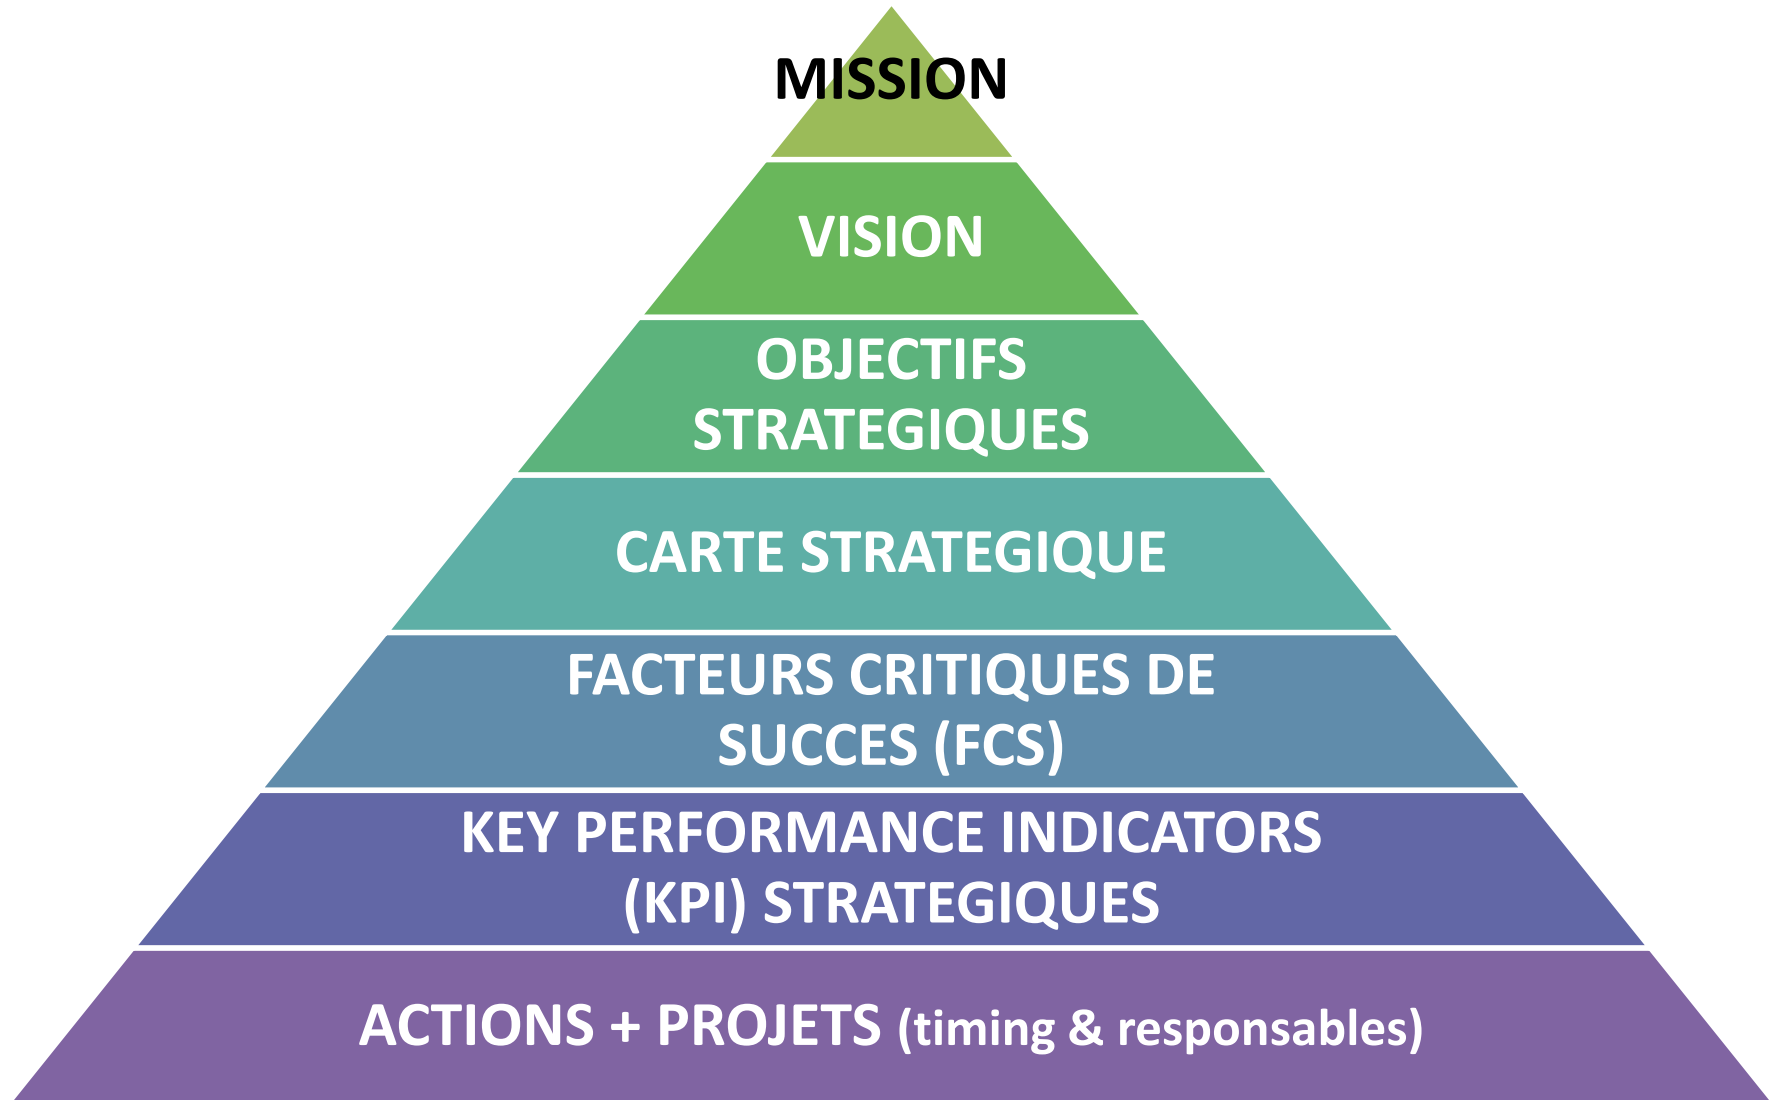 MISSION
VISION
OBJECTIFS
STRATEGIQUES
CARTE STRATEGIQUE
FACTEURS CRITIQUES DE
SUCCES (FCS)
KEY PERFORMANCE INDICATORS
(KPI) STRATEGIQUES
ACTIONS + PROJETS (timing & responsables)